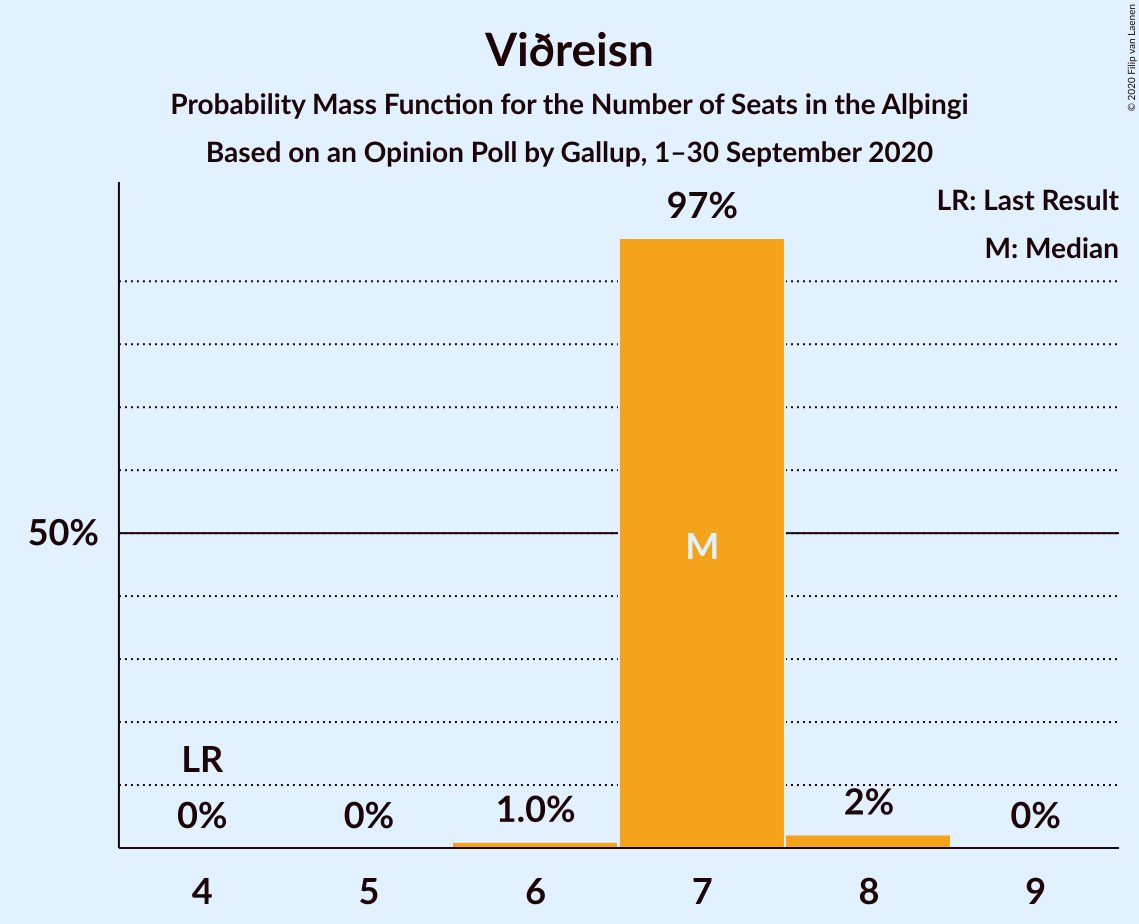 Viðreisn
Probability Mass Function for the Number of Seats in the Alþingi
Based on an Opinion Poll by Gallup, 1–30 September 2020
© 2020 Filip van Laenen
LR: Last Result
M: Median
97%
50%
M
LR
0%
0%
1.0%
2%
0%
4
5
6
7
8
9